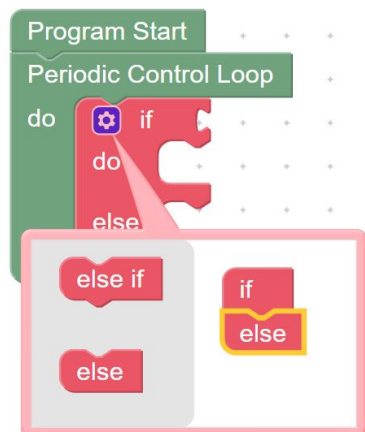 Program Start
Periodic Control Loop
do if
do
else
else if
if
else
else